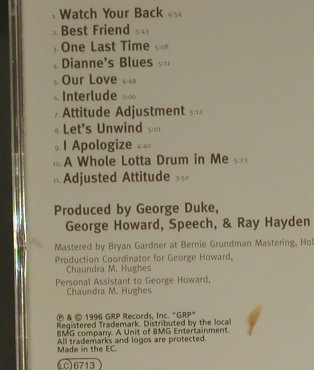 1. Watch Your Back 4:54
2. Best Friend 5:43
3. One Last Time 5:08
4. Dianne's Blues 5:11
5. Our Love 4:49
6. Interlude 0:06
7. Attitude Adjustment 5:12
8. Let's Unwind 5:01
9. I Apologize 4:40
10. A Whole Lotta Drum in Me 5:23
11. Adjusted Attitude 3:50
Produced by George Duke,
George Howard, Speech, & Ray Hayden
Mastered by Bryan Gardner at Bernie Grundman Mastering, Hol
Production Coordinator for George Howard,
Chaundra M. Hughes
Personal Assistant to George Howard,
Chaundra M. Hughes
℗ & © 1996 GRP Records, Inc. "GRP"
Registered Trademark. Distributed by the local
BMG company. A Unit of BMG Entertainment.
All trademarks and logos are protected.
Made in the EC.
LC 6713